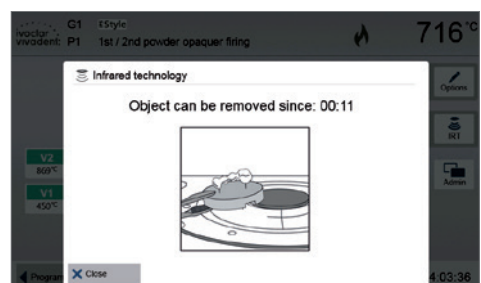 ivoclar
vivadent:
G1 EStyle
P1 1st / 2nd powder opaquer firing
716°C
Infrared technology
Object can be removed since: 00:11
Options
IRT
Admin
V2
869°C
V1
450°C
Close
Program
4:03:36